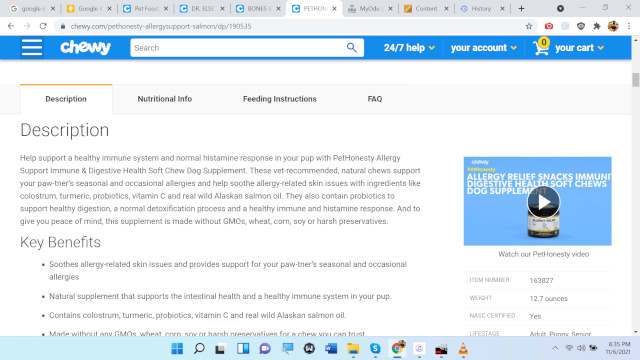 google i
Google I
Pet Food
DR. ELSE
BONES &
PETHONE
MyOdu
Content
History
chewy.com/pethonesty-allergysupport-salmon/dp/190535
chewy
Search
24/7 help
your account
0
your cart
Description
Nutritional Info
Feeding Instructions
FAQ
Description
Help support a healthy immune system and normal histamine response in your pup with PetHonesty Allergy
Support Immune & Digestive Health Soft Chew Dog Supplement. These vet-recommended, natural chews support
your paw-tner's seasonal and occasional allergies and help soothe allergy-related skin issues with ingredients like
colostrum, turmeric, probiotics, vitamin C and real wild Alaskan salmon oil. They also contain probiotics to
support healthy digestion, a normal detoxification process and a healthy immune and histamine response. And to
give you peace of mind, this supplement is made without GMOs, wheat, corn, soy or harsh preservatives.
Key Benefits
Soothes allergy-related skin issues and provides support for your paw-tner's seasonal and occasional
allergies
Natural supplement that supports the intestinal health and a healthy immune system in your pup.
Contains colostrum, turmeric, probiotics, vitamin C and real wild Alaskan salmon oil.
Made without any GMOs, wheat, corn, soy or harsh preservatives for a chew you can trust
chewy
PetHonesty
ALLERGY RELIEF SNACKS IMMUNI
DIGESTIVE HEALTH SOFT CHEWS
DOG SUPPLEMENT
Watch our PetHonesty video
ITEM NUMBER 163827
WEIGHT 12.7 ounces
NASC CERTIFIED Yes
LIFESTAGE Adult, Puppy, Senior
8:35 PM
11/6/2021